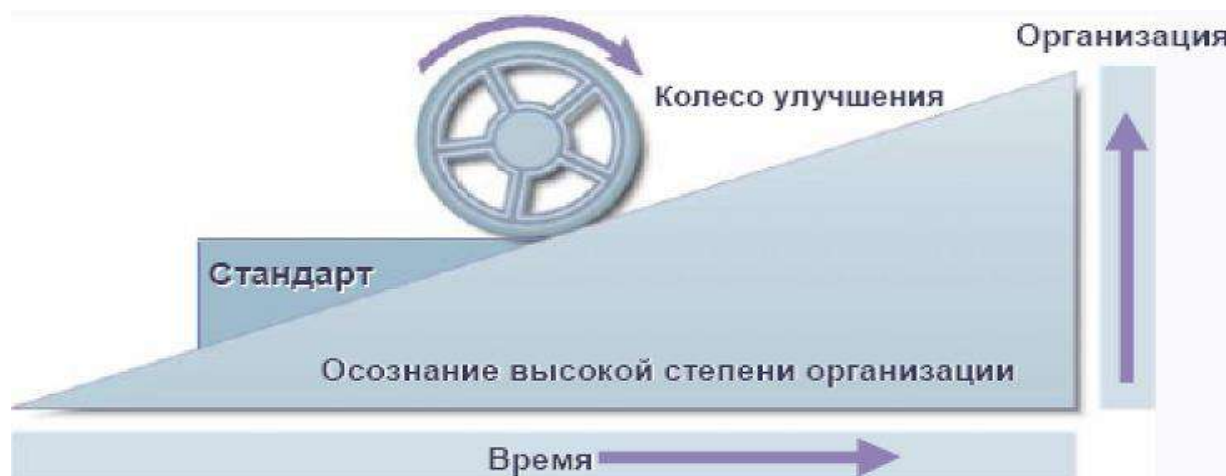 Организация
Колесо улучшения
Стандарт
Осознание высокой степени организации
Время